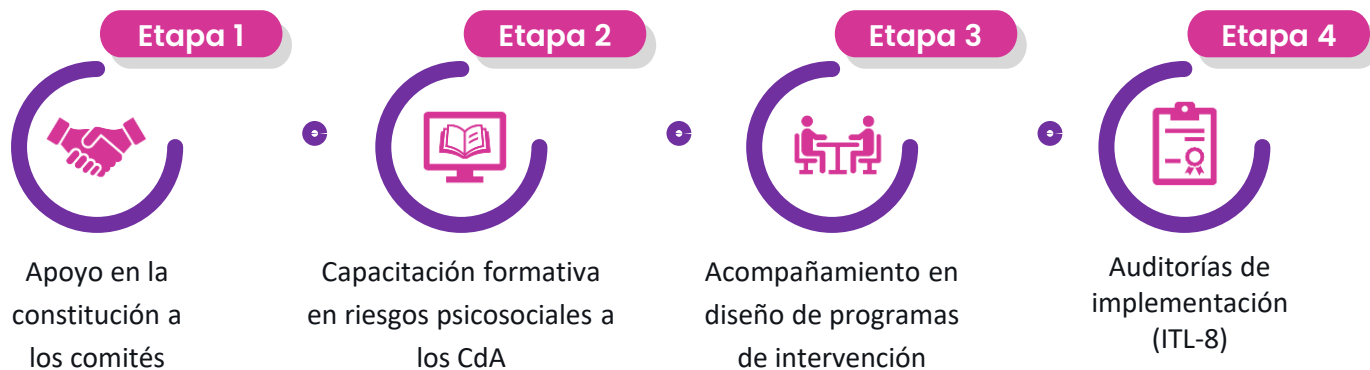 Etapa 1
Apoyo en la
constitución a
los comités
Etapa 2
Capacitación formativa
en riesgos psicosociales a
los CdA
Etapa 3
Acompañamiento en
diseño de programas
de intervención
Etapa 4
Auditorías de
implementación
(ITL-8)